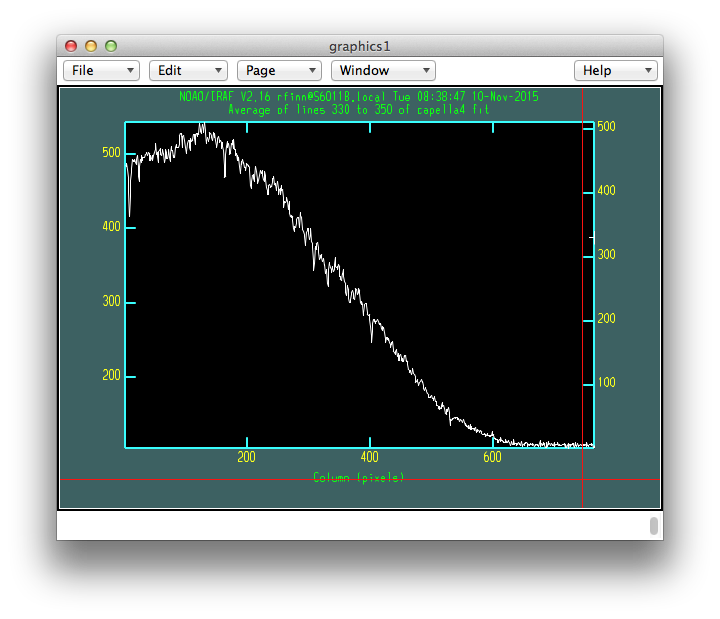 graphics1
File Edit Page Window Help
NOAO/IRAF V2.16 rfinn@S6011B.local Tue 08:38:47 10-Nov-2015
Average of lines 330 to 350 of capella4 fit
500 500
400 400
300 300
200 200
100
200 400 600
Column (pixels)